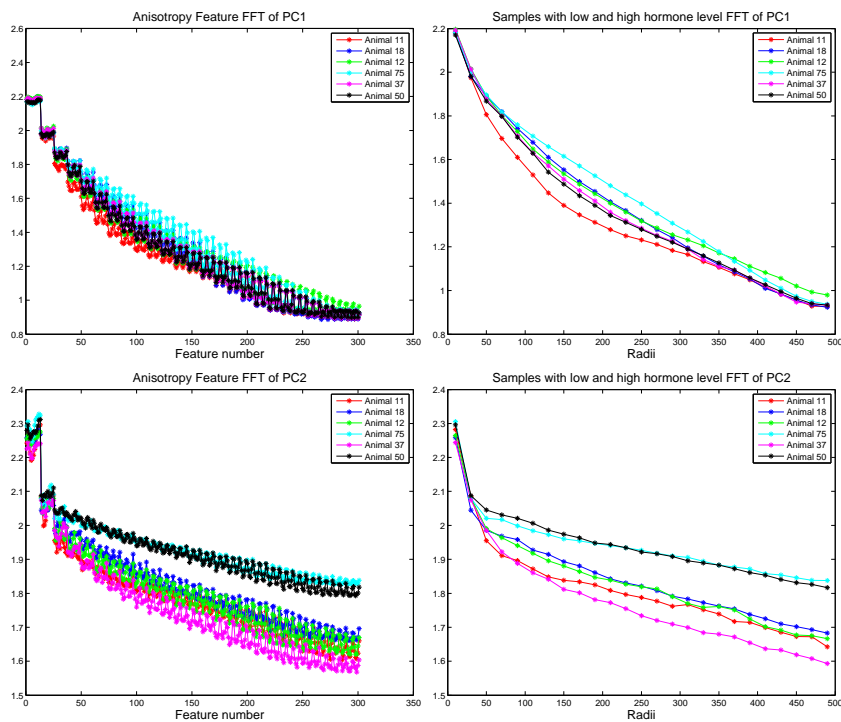 Anisotropy Feature FFT of PC1
2.6
2.4
2.2
2
1.8
1.6
1.4
1.2
1
0.8
0 50 100 150 200 250 300 350
Feature number
Animal 11
Animal 18
Animal 12
Animal 75
Animal 37
Animal 50
Samples with low and high hormone level FFT of PC1
2.2
2
1.8
1.6
1.4
1.2
1
0.8
0 50 100 150 200 250 300 350 400 450 500
Radii
Animal 11
Animal 18
Animal 12
Animal 75
Animal 37
Animal 50
Anisotropy Feature FFT of PC2
2.4
2.3
2.2
2.1
2
1.9
1.8
1.7
1.6
1.5
0 50 100 150 200 250 300 350
Feature number
Animal 11
Animal 18
Animal 12
Animal 75
Animal 37
Animal 50
Samples with low and high hormone level FFT of PC2
2.4
2.3
2.2
2.1
2
1.9
1.8
1.7
1.6
1.5
0 50 100 150 200 250 300 350 400 450 500
Radii
Animal 11
Animal 18
Animal 12
Animal 75
Animal 37
Animal 50